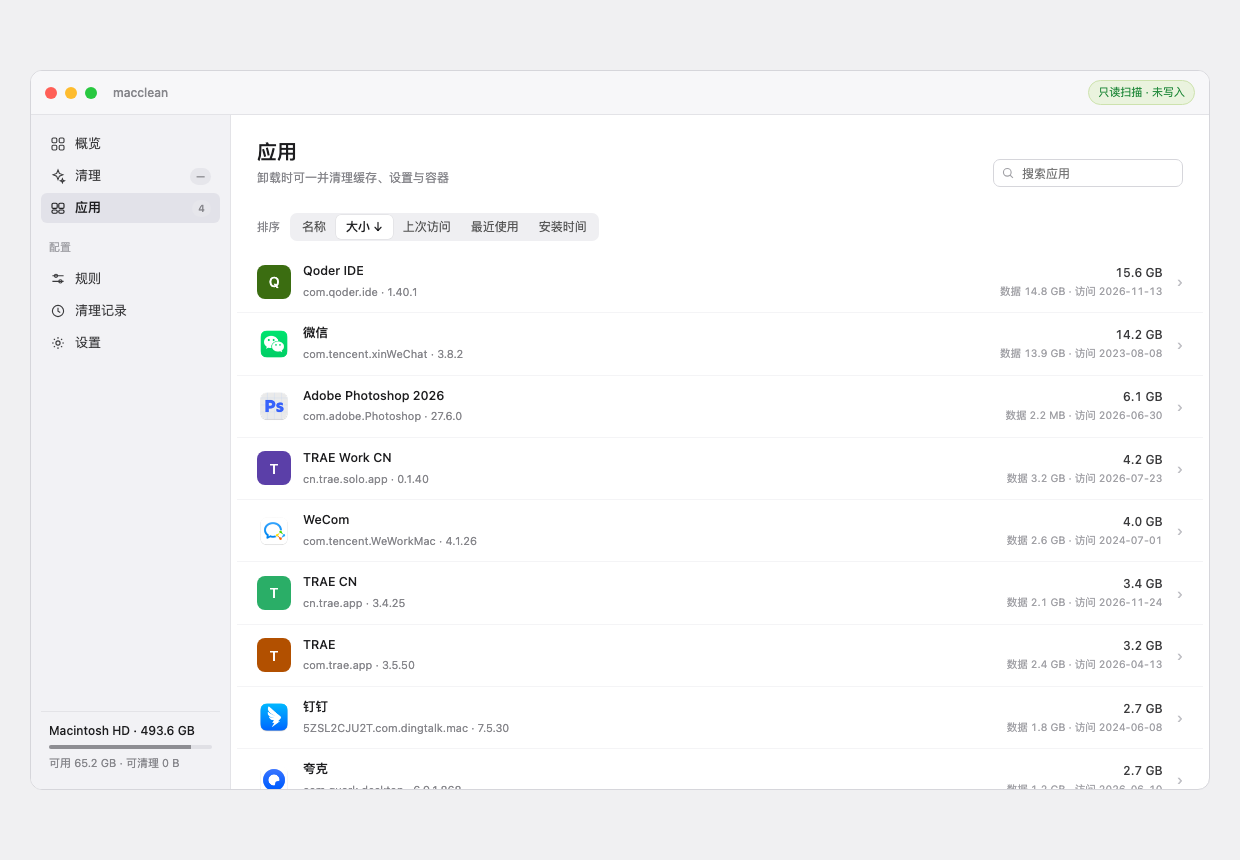 macclean
只读扫描 · 未写入
概览
清理 –
应用 4
配置
规则
清理记录
设置
Macintosh HD · 493.6 GB
可用 65.2 GB · 可清理 0 B
应用
卸载时可一并清理缓存、设置与容器
搜索应用
排序 名称 大小 ↓ 上次访问 最近使用 安装时间
Q
Qoder IDE
com.qoder.ide · 1.40.1
15.6 GB
数据 14.8 GB · 访问 2026-11-13
微信
com.tencent.xinWeChat · 3.8.2
14.2 GB
数据 13.9 GB · 访问 2023-08-08
Ps
Adobe Photoshop 2026
com.adobe.Photoshop · 27.6.0
6.1 GB
数据 2.2 MB · 访问 2026-06-30
T
TRAE Work CN
cn.trae.solo.app · 0.1.40
4.2 GB
数据 3.2 GB · 访问 2026-07-23
WeCom
com.tencent.WeWorkMac · 4.1.26
4.0 GB
数据 2.6 GB · 访问 2024-07-01
T
TRAE CN
cn.trae.app · 3.4.25
3.4 GB
数据 2.1 GB · 访问 2026-11-24
T
TRAE
com.trae.app · 3.5.50
3.2 GB
数据 2.4 GB · 访问 2026-04-13
钉钉
5ZSL2CJU2T.com.dingtalk.mac · 7.5.30
2.7 GB
数据 1.8 GB · 访问 2024-06-08
夸克
2.7 GB